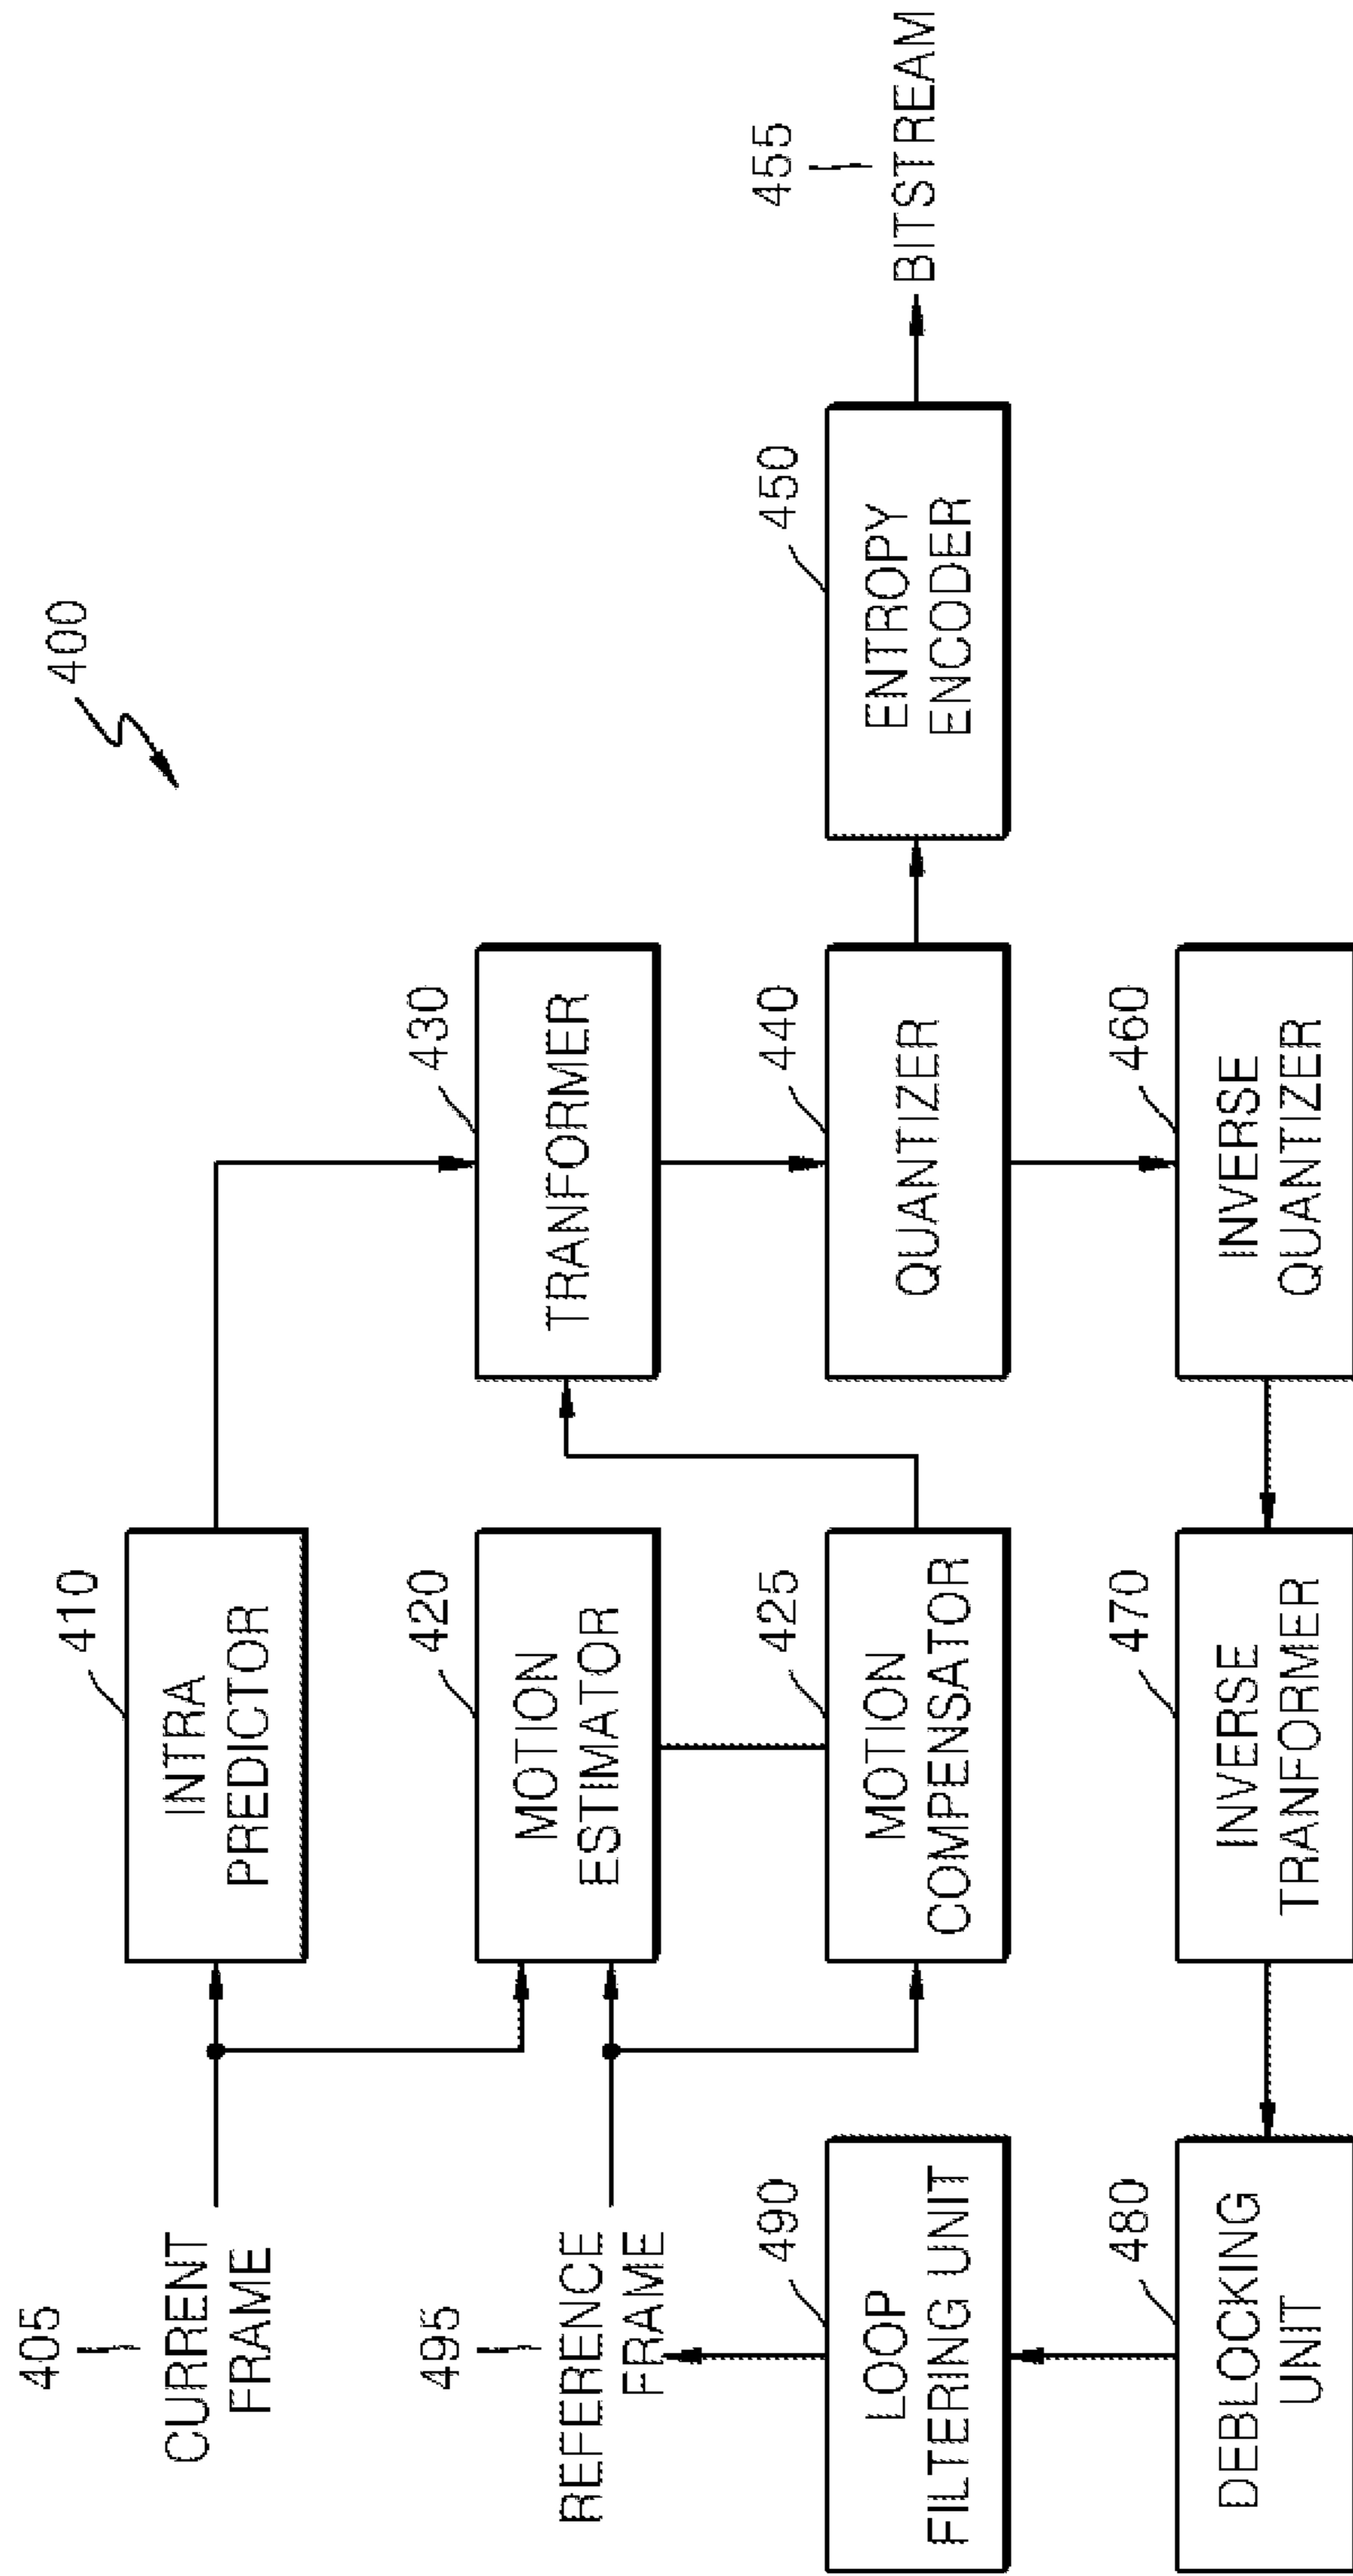 400
405
CURRENT
FRAME
410
INTRA
PREDICTOR
495
REFERENCE
FRAME
420
MOTION
ESTIMATOR
430
TRANFORMER
490
LOOP
FILTERING UNIT
425
MOTION
COMPENSATOR
440
QUANTIZER
450
ENTROPY
ENCODER
455
BITSTREAM
480
DEBLOCKING
UNIT
470
INVERSE
TRANFORMER
460
INVERSE
QUANTIZER